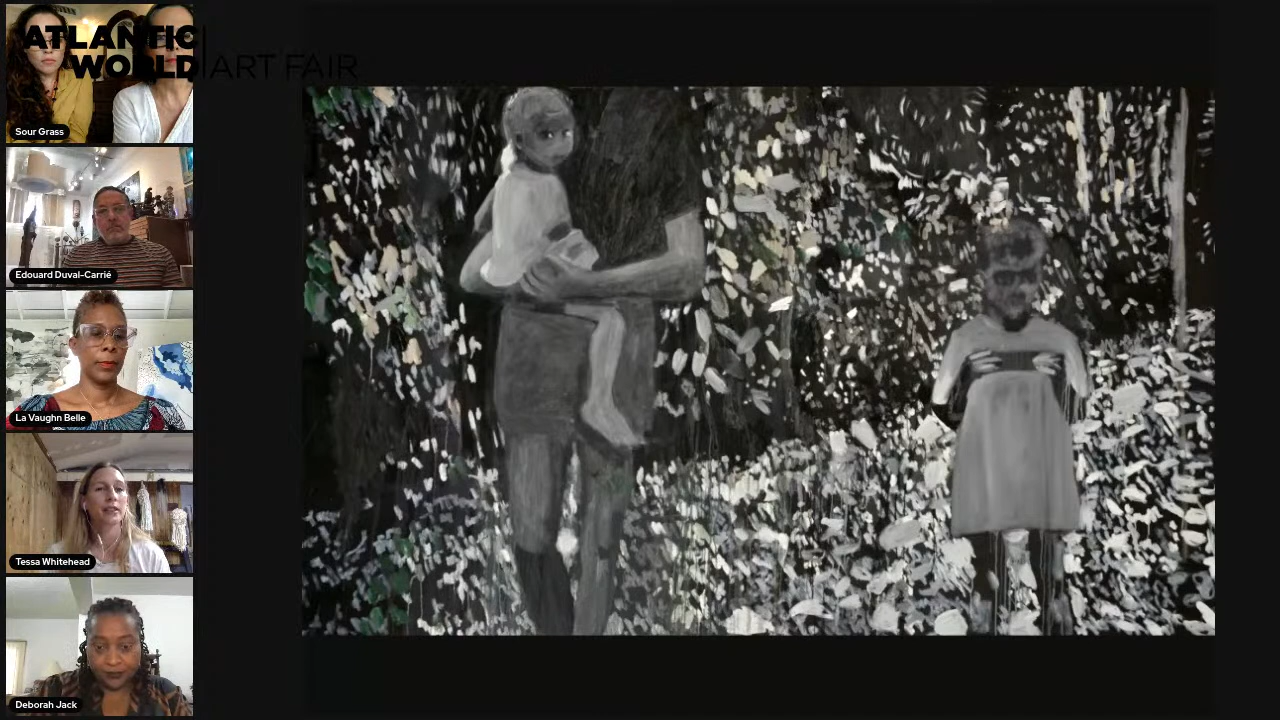 ATLANTIC
WORLD
ART FAIR
Sour Grass
Edouard Duval-Carrié
La Vaughn Belle
Tessa Whitehead
Deborah Jack